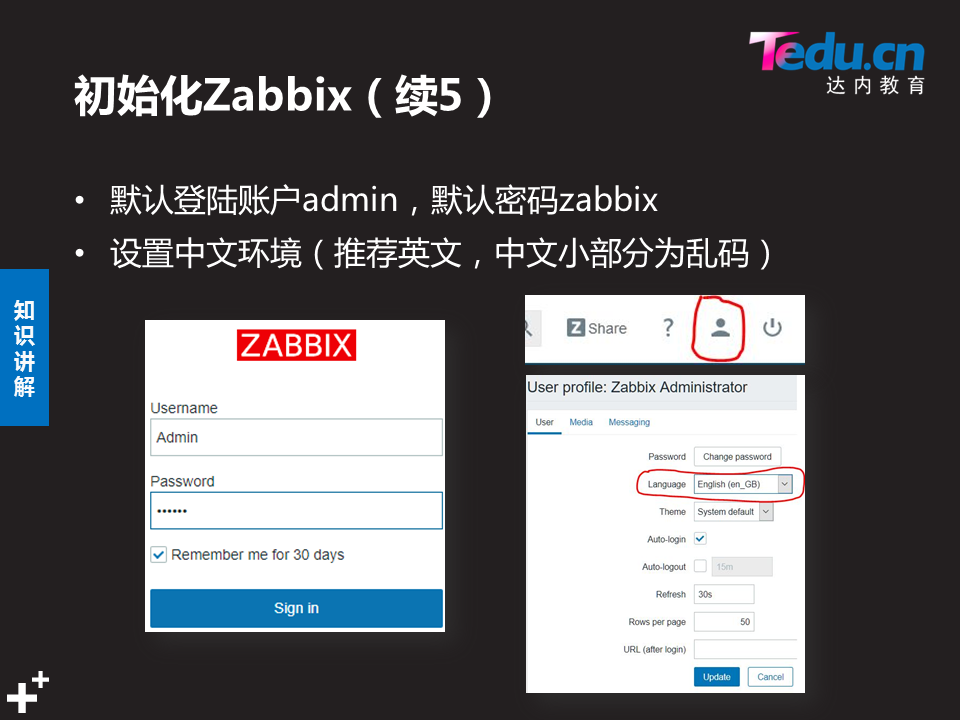 Tedu.cn
达内教育
初始化Zabbix（续5）
• 默认登陆账户admin，默认密码zabbix
• 设置中文环境（推荐英文，中文小部分为乱码）
知识讲解
ZABBIX
Username
Admin
Password
••••••
Remember me for 30 days
Sign in
Z Share ?
User profile: Zabbix Administrator
User Media Messaging
Password Change password
Language English (en_GB)
Theme System default
Auto-login
Auto-logout 15m
Refresh 30s
Rows per page 50
URL (after login)
Update Cancel